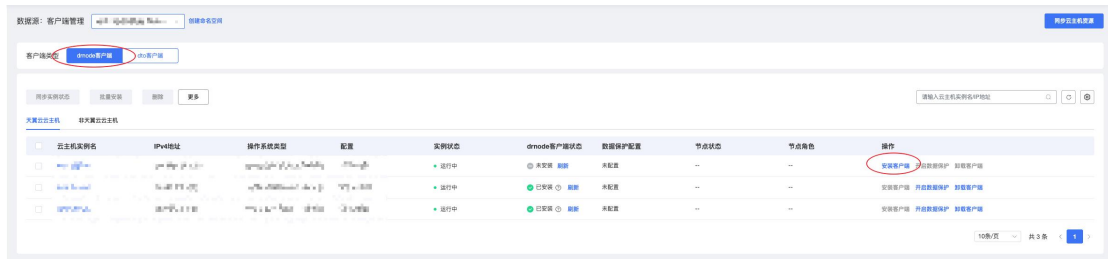 数据源: 客户端管理 创建命名空间 同步云主机资源
客户端类型 drnode客户端 dto客户端
同步实例状态 批量安装 删除 更多 请输入云主机实例名/IP地址
天翼云云主机 非天翼云云主机
云主机实例名 IPv4地址 操作系统类型 配置 实例状态 drnode客户端状态 数据保护配置 节点状态 节点角色 操作
运行中 未安装 刷新 未配置 -- -- 安装客户端 开启数据保护 卸载客户端
运行中 已安装 刷新 未配置 -- -- 安装客户端 开启数据保护 卸载客户端
运行中 已安装 刷新 未配置 -- -- 安装客户端 开启数据保护 卸载客户端
10条/页 共 3 条 1